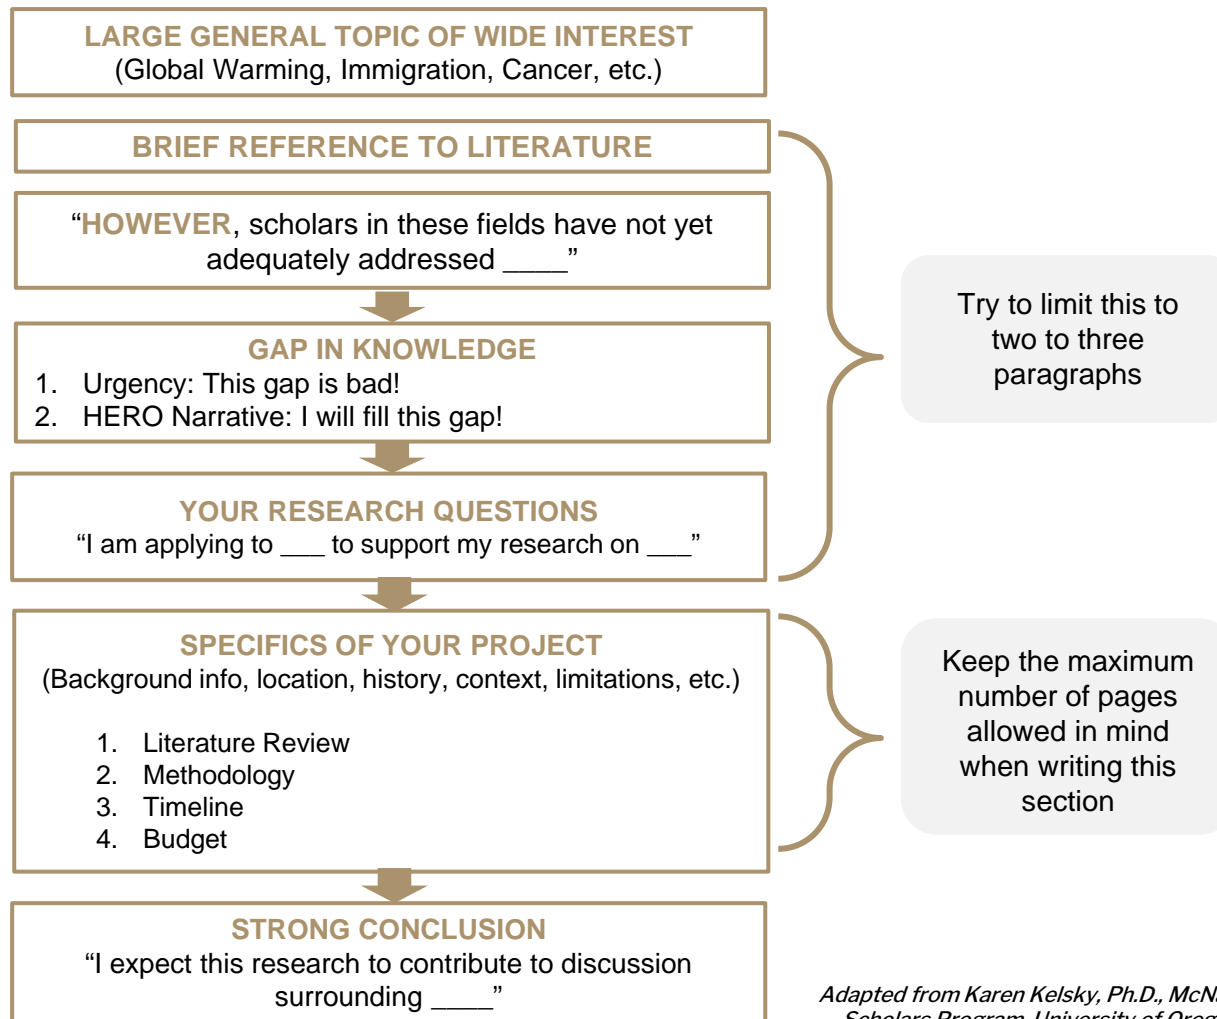 LARGE GENERAL TOPIC OF WIDE INTEREST
(Global Warming, Immigration, Cancer, etc.)
BRIEF REFERENCE TO LITERATURE
“HOWEVER, scholars in these fields have not yet
adequately addressed ____”
GAP IN KNOWLEDGE
1. Urgency: This gap is bad!
2. HERO Narrative: I will fill this gap!
YOUR RESEARCH QUESTIONS
“I am applying to ___ to support my research on ___”
Try to limit this to
two to three
paragraphs
SPECIFICS OF YOUR PROJECT
(Background info, location, history, context, limitations, etc.)
1. Literature Review
2. Methodology
3. Timeline
4. Budget
Keep the maximum
number of pages
allowed in mind
when writing this
section
STRONG CONCLUSION
“I expect this research to contribute to discussion
surrounding ____”
Adapted from Karen Kelsky, Ph.D.,
Scholars Program, University of